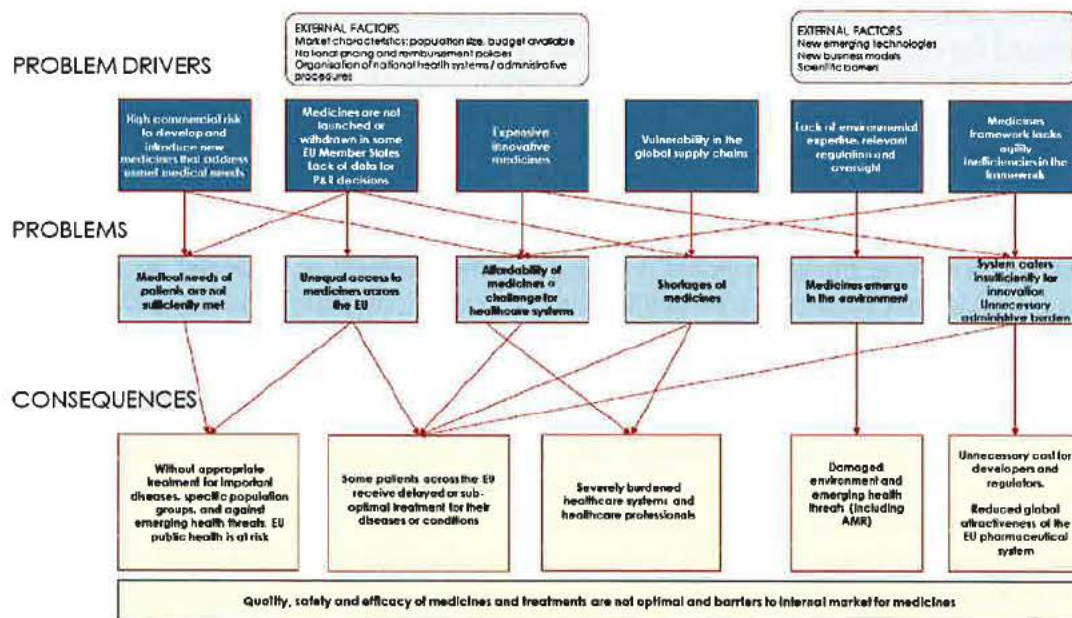 EXTERNAL FACTORS
Market characteristics: population size, budget available
National pricing and reimbursement policies
Organisation of national health systems / administrative
procedures
EXTERNAL FACTORS
New emerging technologies
New business models
Scientific barriers
PROBLEM DRIVERS
High commercial risk
to develop and
introduce new
medicines that address
unmet medical needs
Medicines are not
launched or
withdrawn in some
EU Member States
Lack of data for
P&R decisions
Expensive
innovative
medicines
Vulnerability in the
global supply chains
Lack of environmental
expertise, relevant
regulation and
oversight
Medicines
framework lacks
agility
inefficiencies in the
framework
PROBLEMS
Medical needs of
patients are not
sufficiently met
Unequal access to
medicines across
the EU
Affordability of
medicines a
challenge for
healthcare systems
Shortages of
medicines
Medicines emerge
in the environment
System caters
insufficiently for
innovation
Unnecessary
administive burden
CONSEQUENCES
Without appropriate
treatment for important
diseases, specific population
groups, and against
emerging health threats, EU
public health is at risk
Some patients across the EU
receive delayed or sub-
optimal treatment for their
diseases or conditions
Severely burdened
healthcare systems and
healthcare professionals
Damaged
environment and
emerging health
threats (including
AMR)
Unnecessary cost for
developers and
regulators.
Reduced global
attractiveness of the
EU pharmaceutical
system
Quality, safety and efficacy of medicines and treatments are not optimal and barriers to internal market for medicines